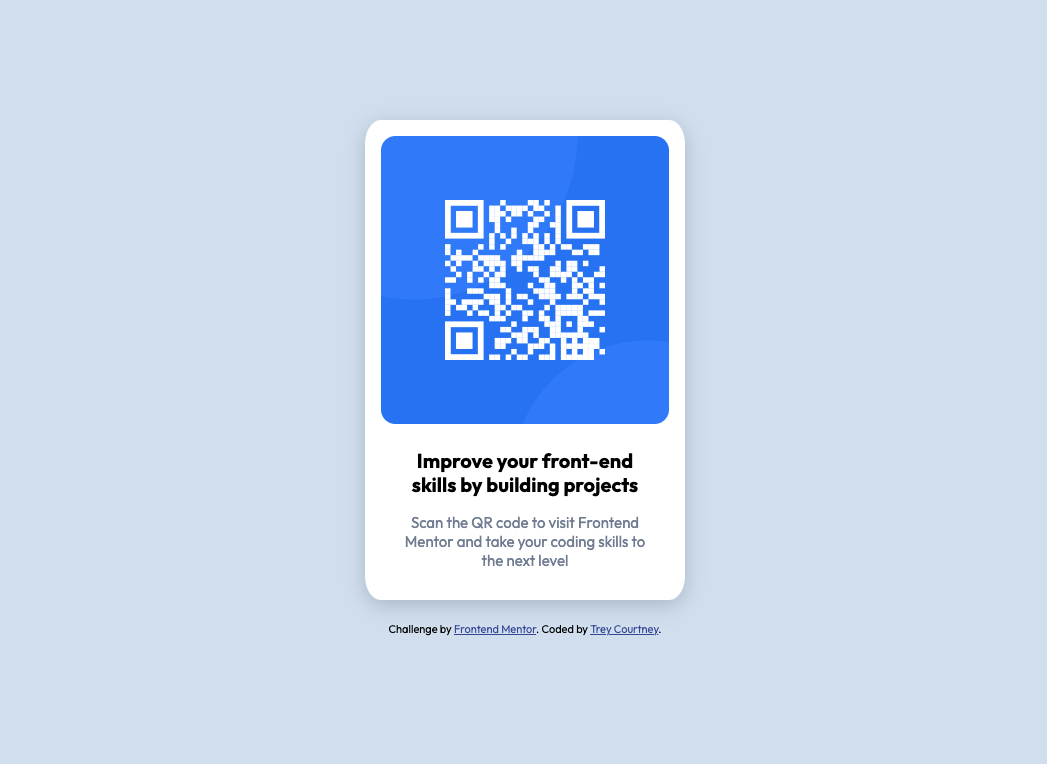 Improve your front-end
skills by building projects
Scan the QR code to visit Frontend
Mentor and take your coding skills to
the next level
Challenge by Frontend Mentor. Coded by Trey Courtney.